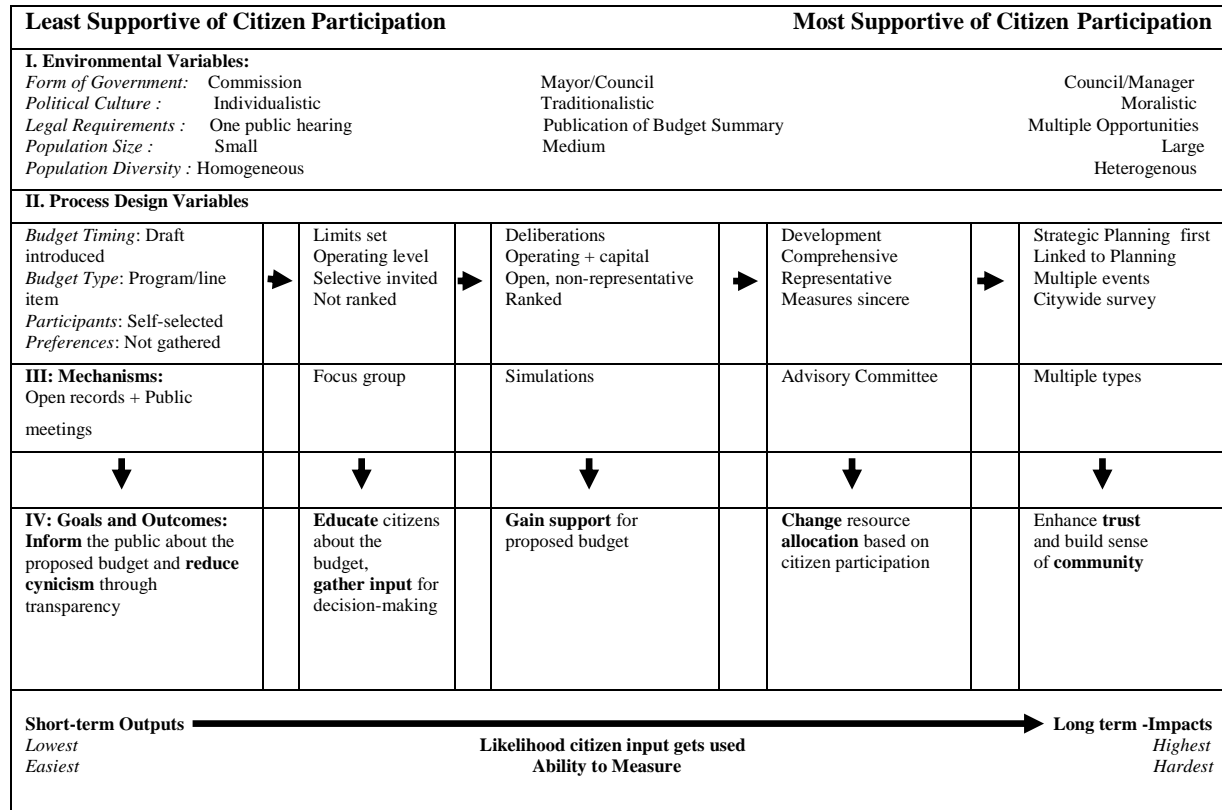 Least Supportive of Citizen Participation Most Supportive of Citizen Participation
I. Environmental Variables:
Form of Government: Commission Mayor/Council Council/Manager
Political Culture : Individualistic Traditionalistic Moralistic
Legal Requirements : One public hearing Publication of Budget Summary Multiple Opportunities
Population Size : Small Medium Large
Population Diversity : Homogeneous Heterogenous
II. Process Design Variables
Budget Timing: Draft
introduced
Budget Type: Program/line
item
Participants: Self-selected
Preferences: Not gathered
Limits set
Operating level
Selective invited
Not ranked
Deliberations
Operating + capital
Open, non-representative
Ranked
Development
Comprehensive
Representative
Measures sincere
Strategic Planning first
Linked to Planning
Multiple events
Citywide survey
III: Mechanisms:
Open records + Public
meetings
Focus group
Simulations
Advisory Committee
Multiple types
IV: Goals and Outcomes:
Inform the public about the
proposed budget and reduce
cynicism through
transparency
Educate citizens
about the
budget,
gather input for
decision-making
Gain support for
proposed budget
Change resource
allocation based on
citizen participation
Enhance trust
and build sense
of community
Short-term Outputs Long term -Impacts
Lowest Likelihood citizen input gets used Highest
Easiest Ability to Measure Hardest